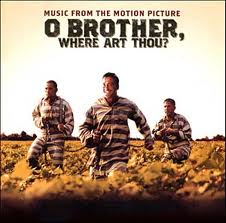 MUSIC FROM THE MOTION PICTURE
O BROTHER,
WHERE ART THOU?